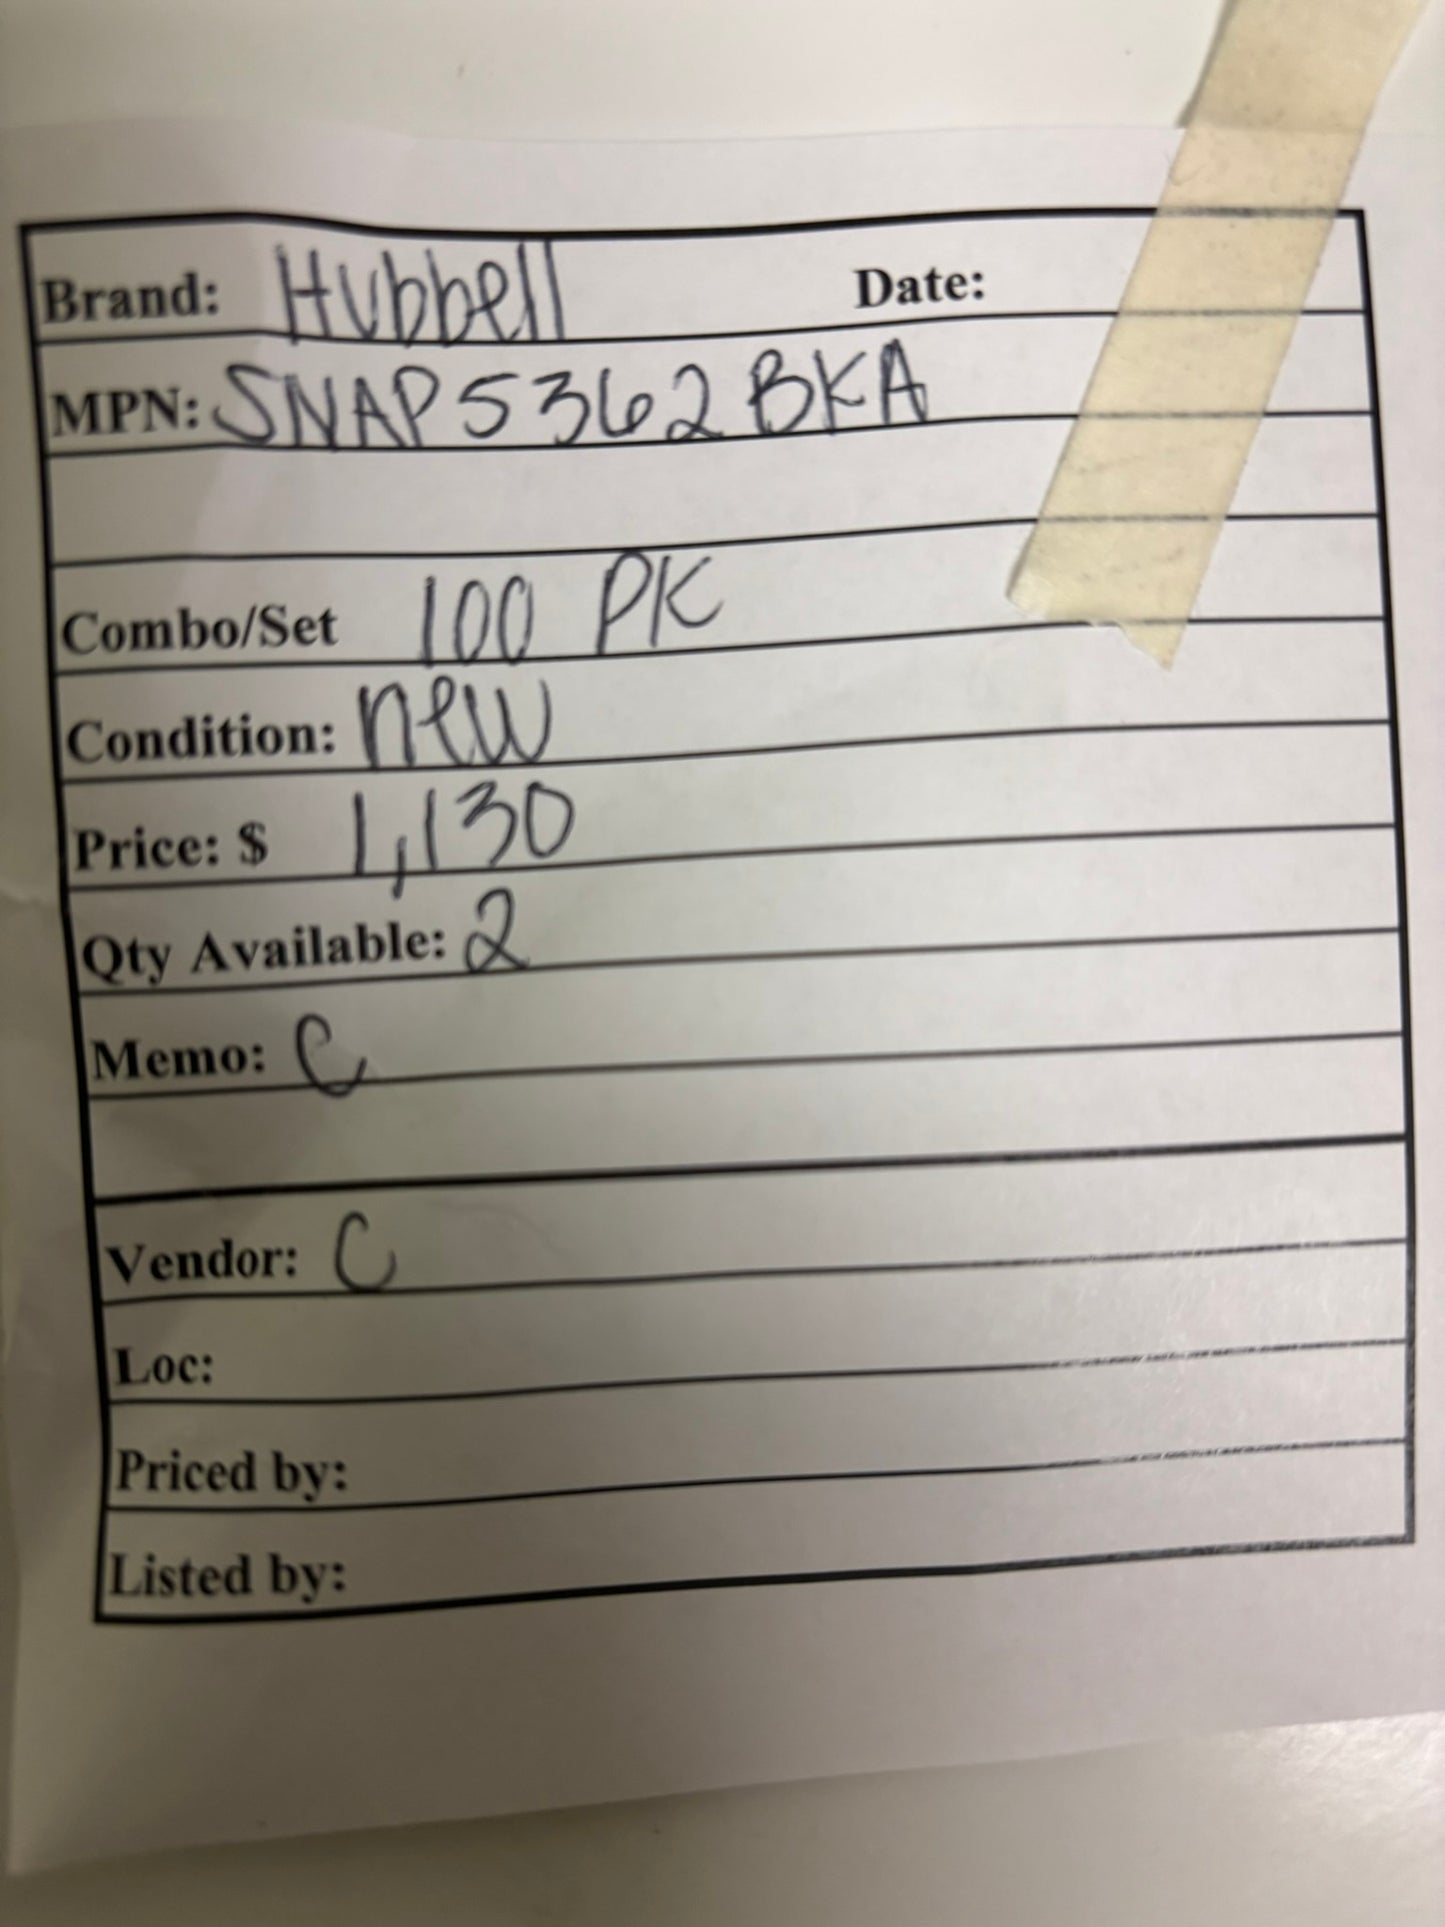 Brand: Hubbell Date:
MPN: SNAP5362BKA
Combo/Set 100 PK
Condition: new
Price: $ 1,130
Qty Available: 2
Memo: C
Vendor: C
Loc:
Priced by:
Listed by: